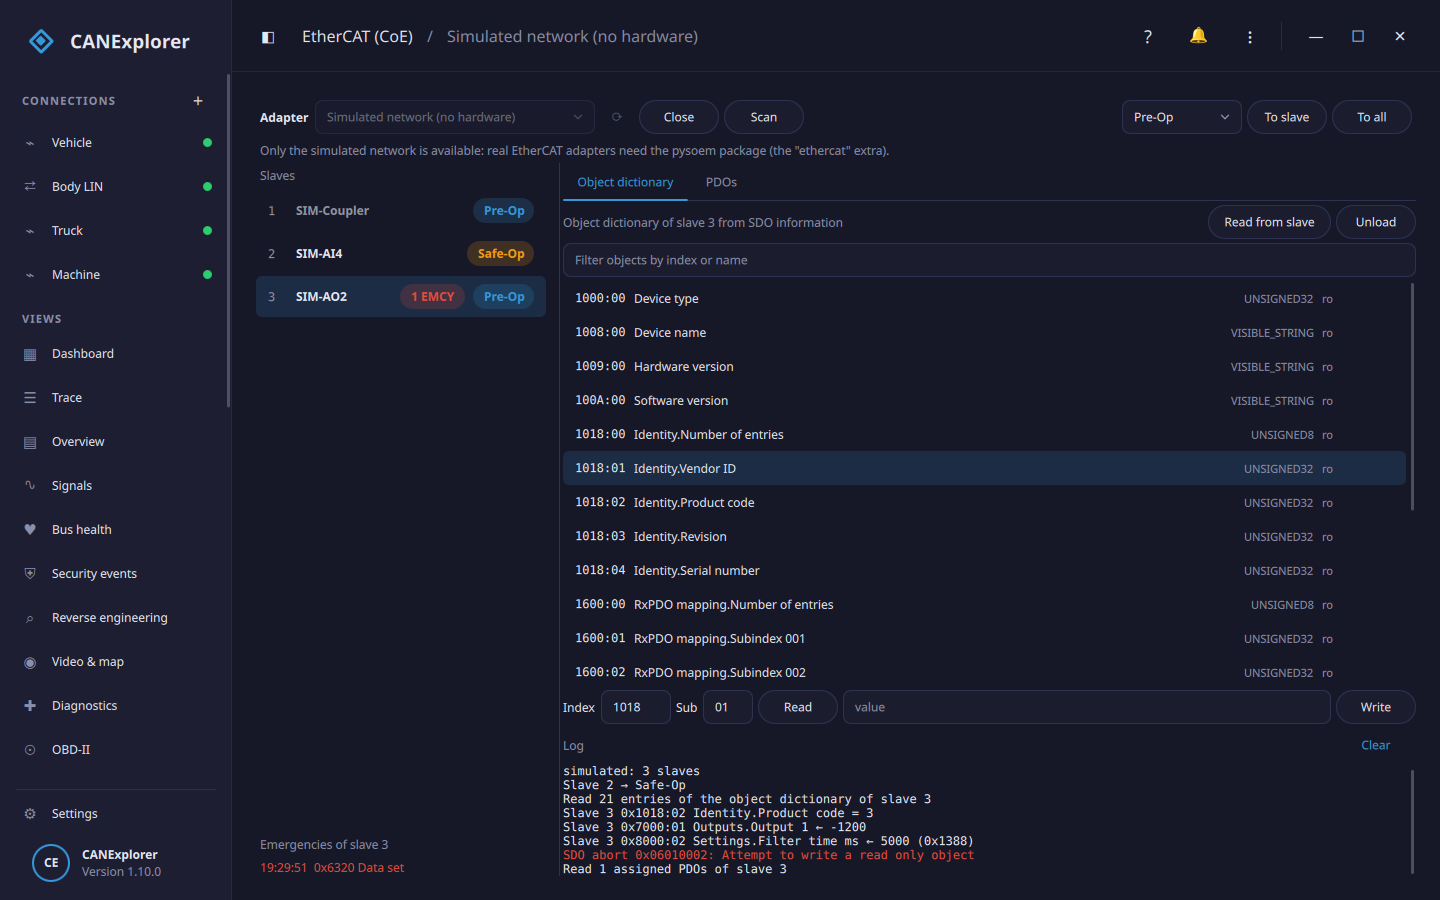 CANExplorer
EtherCAT (CoE) / Simulated network (no hardware)
CONNECTIONS +
Vehicle
Body LIN
Truck
Machine
VIEWS
Dashboard
Trace
Overview
Signals
Bus health
Security events
Reverse engineering
Video & map
Diagnostics
OBD-II
Settings
CE
CANExplorer
Version 1.10.0
Adapter Simulated network (no hardware) Close Scan Pre-Op To slave To all
Only the simulated network is available: real EtherCAT adapters need the pysoem package (the "ethercat" extra).
Slaves
1 SIM-Coupler Pre-Op
2 SIM-AI4 Safe-Op
3 SIM-AO2 1 EMCY Pre-Op
Emergencies of slave 3
19:29:51 0x6320 Data set
Object dictionary PDOs
Object dictionary of slave 3 from SDO information Read from slave Unload
Filter objects by index or name
1000:00 Device type UNSIGNED32 ro
1008:00 Device name VISIBLE_STRING ro
1009:00 Hardware version VISIBLE_STRING ro
100A:00 Software version VISIBLE_STRING ro
1018:00 Identity.Number of entries UNSIGNED8 ro
1018:01 Identity.Vendor ID UNSIGNED32 ro
1018:02 Identity.Product code UNSIGNED32 ro
1018:03 Identity.Revision UNSIGNED32 ro
1018:04 Identity.Serial number UNSIGNED32 ro
1600:00 RxPDO mapping.Number of entries UNSIGNED8 ro
1600:01 RxPDO mapping.Subindex 001 UNSIGNED32 ro
1600:02 RxPDO mapping.Subindex 002 UNSIGNED32 ro
Index 1018 Sub 01 Read value Write
Log Clear
simulated: 3 slaves
Slave 2 → Safe-Op
Read 21 entries of the object dictionary of slave 3
Slave 3 0x1018:02 Identity.Product code = 3
Slave 3 0x7000:01 Outputs.Output 1 ← -1200
Slave 3 0x8000:02 Settings.Filter time ms ← 5000 (0x1388)
SDO abort 0x06010002: Attempt to write a read only object
Read 1 assigned PDOs of slave 3